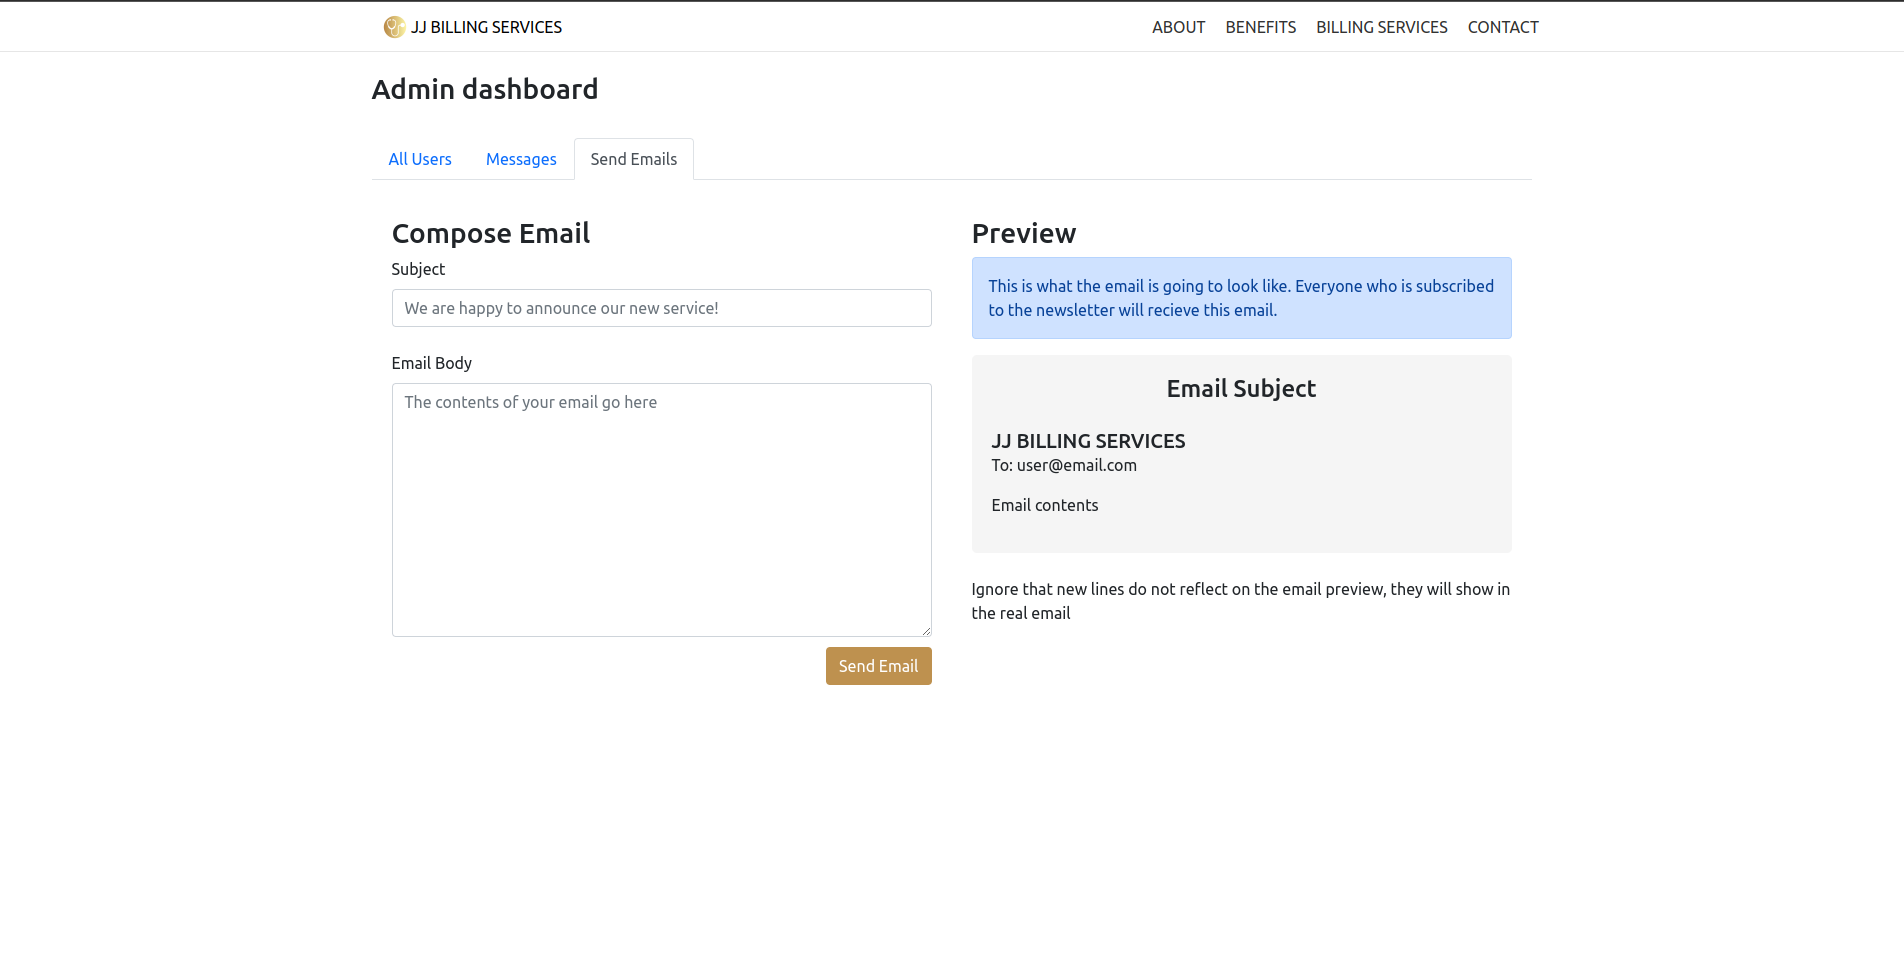 JJ BILLING SERVICES
ABOUT BENEFITS BILLING SERVICES CONTACT
Admin dashboard
All Users Messages Send Emails
Compose Email
Subject
We are happy to announce our new service!
Email Body
The contents of your email go here
Send Email
Preview
This is what the email is going to look like. Everyone who is subscribed
to the newsletter will recieve this email.
Email Subject
JJ BILLING SERVICES
To: user@email.com
Email contents
Ignore that new lines do not reflect on the email preview, they will show in
the real email